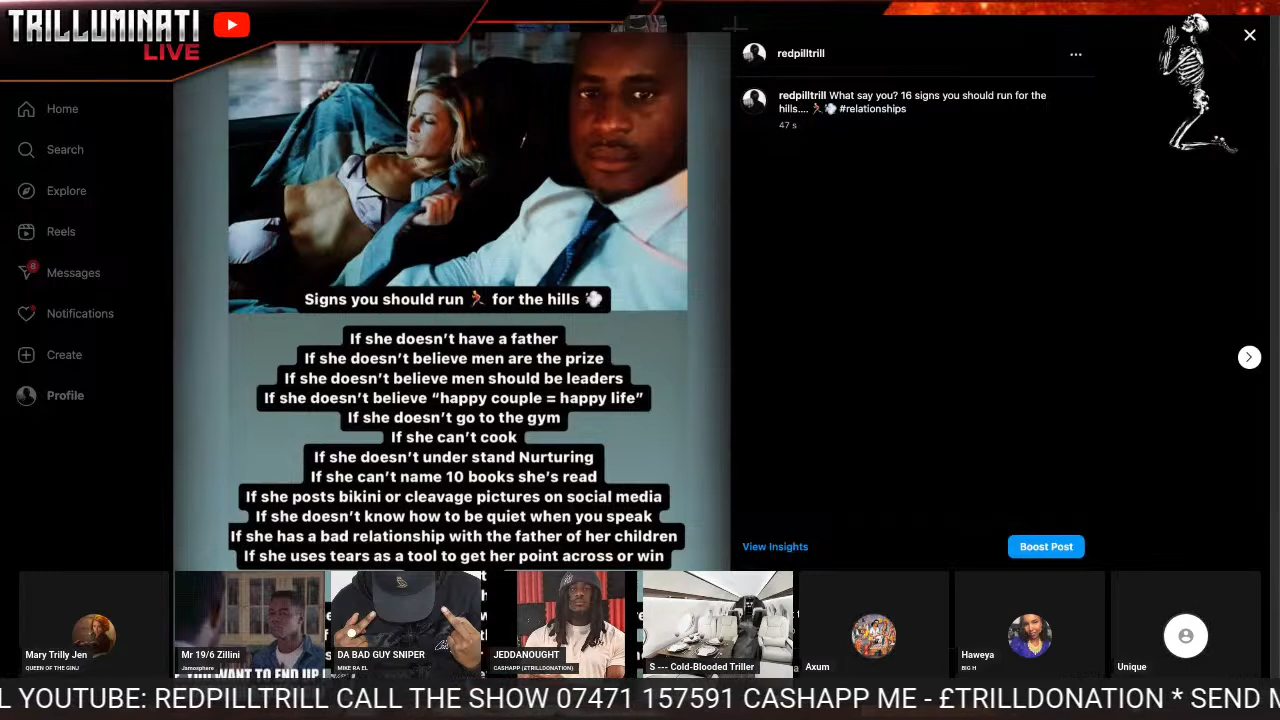 TRILLUMINATI
LIVE
Home
Search
Explore
Reels
8
Messages
Notifications
Create
Profile
redpilltrill
redpilltrill What say you? 16 signs you should run for the
hills.... 🏃💨 #relationships
47 s
Signs you should run 🏃 for the hills 💨
If she doesn't have a father
If she doesn't believe men are the prize
If she doesn't believe men should be leaders
If she doesn't believe “happy couple = happy life”
If she doesn't go to the gym
If she can't cook
If she doesn't under stand Nurturing
If she can't name 10 books she's read
If she posts bikini or cleavage pictures on social media
If she doesn't know how to be quiet when you speak
If she has a bad relationship with the father of her children
If she uses tears as a tool to get her point across or win
View Insights
Boost Post
Mary Trilly Jen
QUEEN OF THE GINJ
Mr 19/6 Zillini
Jamosphere
YOU WANT TO END UP
DA BAD GUY SNIPER
MIKE RA EL
JEDDANOUGHT
CASHAPP (£TRILLDONATION)
S --- Cold-Blooded Triller
Axum
Haweya
BIG H
Unique
L YOUTUBE: REDPILLTRILL CALL THE SHOW 07471 157591 CASHAPP ME - £TRILLDONATION * SEND M